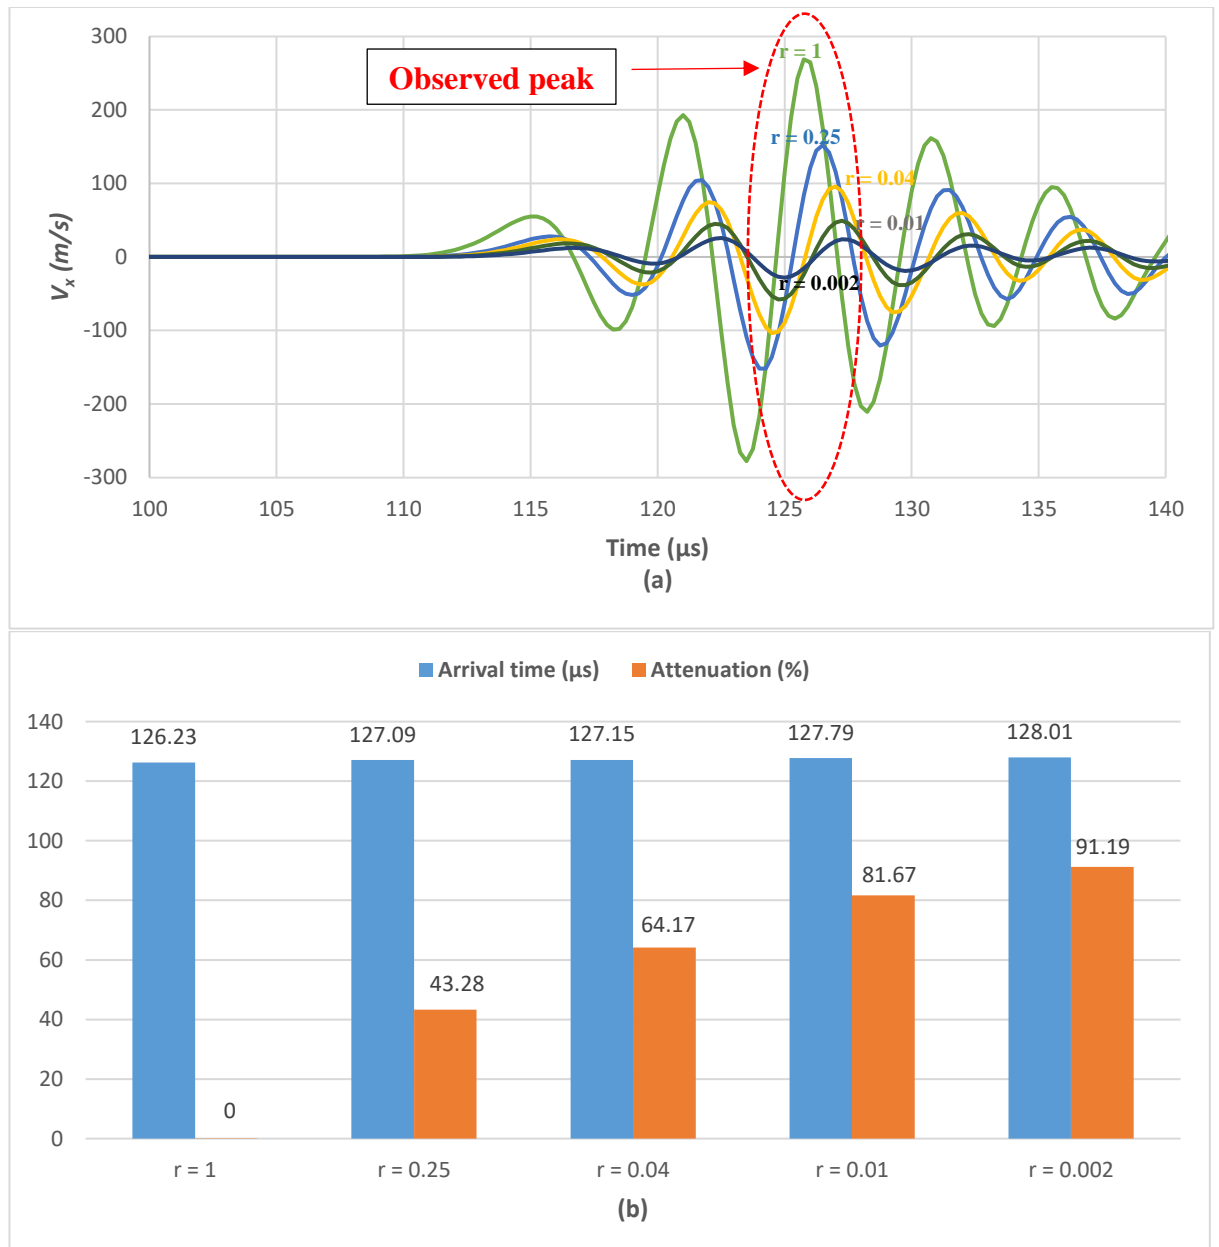 300
200
100
0
-100
-200
-300
V_x (m/s)
Observed peak
r = 1
r = 0.25
r = 0.04
r = 0.01
r = 0.002
100 105 110 115 120 125 130 135 140
Time (μs)
(a)
Arrival time (μs) Attenuation (%)
140
120
100
80
60
40
20
0
126.23 127.09 127.15 127.79 128.01
0 43.28 64.17 81.67 91.19
r = 1 r = 0.25 r = 0.04 r = 0.01 r = 0.002
(b)